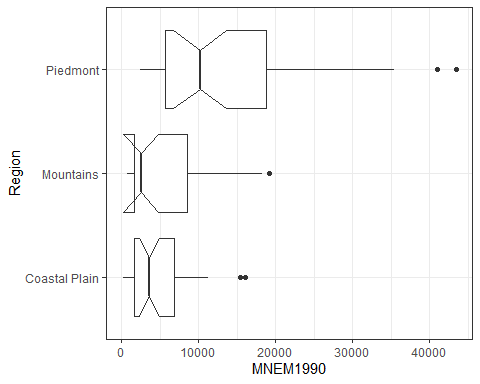 Region
Piedmont
Mountains
Coastal Plain
0 10000 20000 30000 40000
MNEM1990